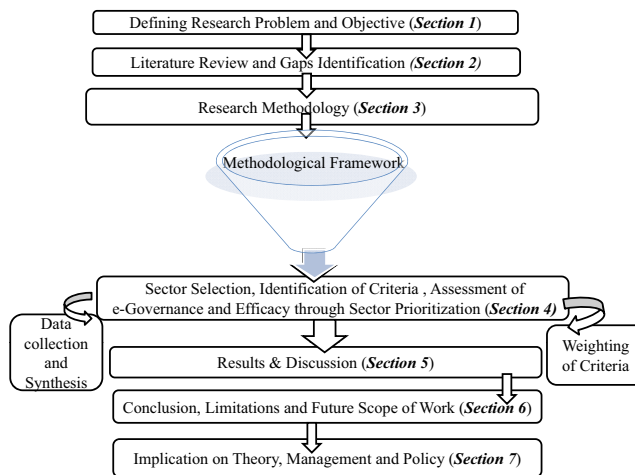 Defining Research Problem and Objective (Section 1)
Literature Review and Gaps Identification (Section 2)
Research Methodology (Section 3)
Methodological Framework
Sector Selection, Identification of Criteria , Assessment of
e-Governance and Efficacy through Sector Prioritization (Section 4)
Data
collection
and
Synthesis
Weighting
of Criteria
Results & Discussion (Section 5)
Conclusion, Limitations and Future Scope of Work (Section 6)
Implication on Theory, Management and Policy (Section 7)